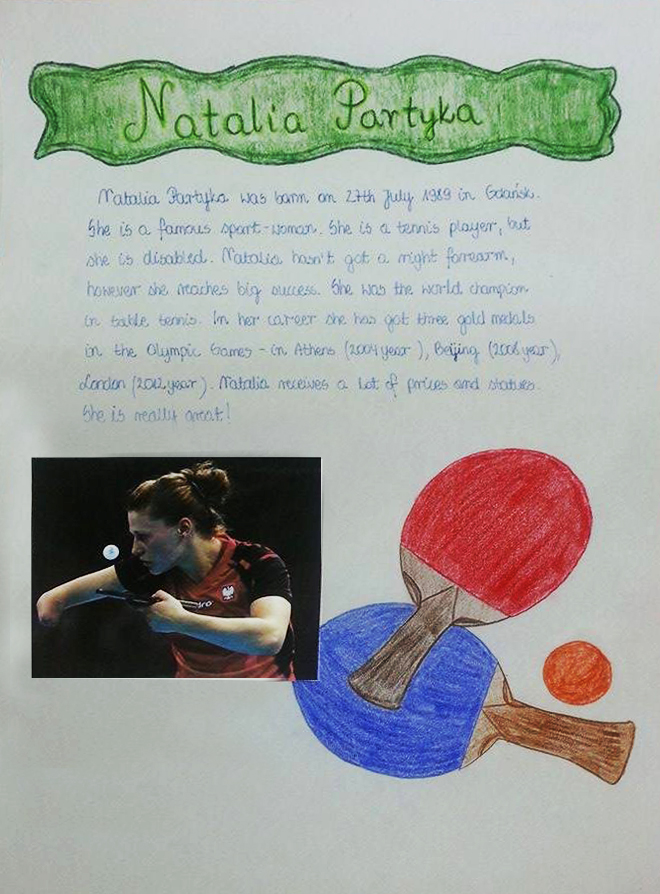 Natalia Partyka
Natalia Partyka was born on 27th July 1989 in Gdańsk.
She is a famous sport-woman. She is a tennis player, but
she is disabled. Natalia hasn't got a right forearm,
however she reaches big success. She was the world champion
in table tennis. In her career she has got three gold medals
in the Olympic Games - in Athens (2004 year), Beijing (2008 year),
London (2012 year). Natalia receives a lot of prices and statues.
She is really great!